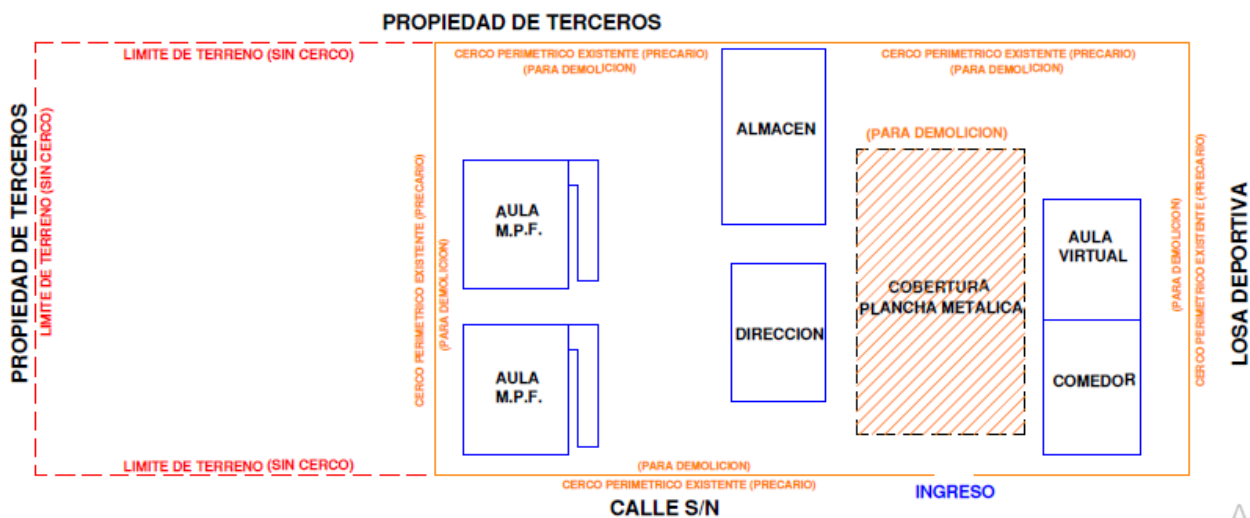 PROPIEDAD DE TERCEROS
LIMITE DE TERRENO (SIN CERCO)
CERCO PERIMETRICO EXISTENTE (PRECARIO)
(PARA DEMOLICION)
CERCO PERIMETRICO EXISTENTE (PRECARIO)
(PARA DEMOLICION)
PROPIEDAD DE TERCEROS
LIMITE DE TERRENO (SIN CERCO)
CERCO PERIMETRICO EXISTENTE (PRECARIO)
(PARA DEMOLICION)
AULA
M.P.F.
AULA
M.P.F.
ALMACEN
DIRECCION
(PARA DEMOLICION)
COBERTURA
PLANCHA METALICA
AULA
VIRTUAL
COMEDOR
(PARA DEMOLICION)
CERCO PERIMETRICO EXISTENTE (PRECARIO)
LOSA DEPORTIVA
LIMITE DE TERRENO (SIN CERCO)
(PARA DEMOLICION)
CERCO PERIMETRICO EXISTENTE (PRECARIO)
INGRESO
CALLE S/N